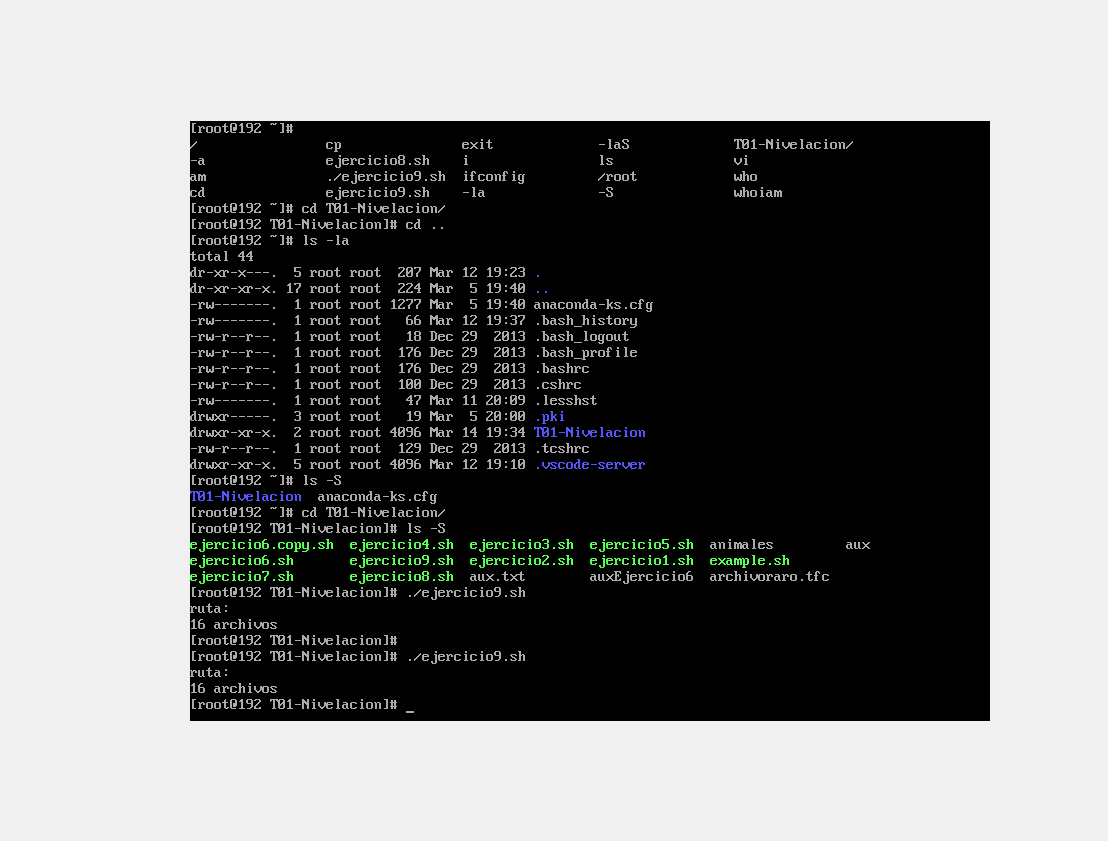 [root@192 ~]#
/ cp exit -laS T01-Nivelacion/
-a ejercicio8.sh i ls vi
am ./ejercicio9.sh ifconfig /root who
cd ejercicio9.sh -la -S whoiam
[root@192 ~]# cd T01-Nivelacion/
[root@192 T01-Nivelacion]# cd ..
[root@192 ~]# ls -la
total 44
dr-xr-x---. 5 root root 207 Mar 12 19:23 .
dr-xr-xr-x. 17 root root 224 Mar 5 19:40 ..
-rw-------. 1 root root 1277 Mar 5 19:40 anaconda-ks.cfg
-rw-------. 1 root root 66 Mar 12 19:37 .bash_history
-rw-r--r--. 1 root root 18 Dec 29 2013 .bash_logout
-rw-r--r--. 1 root root 176 Dec 29 2013 .bash_profile
-rw-r--r--. 1 root root 176 Dec 29 2013 .bashrc
-rw-r--r--. 1 root root 100 Dec 29 2013 .cshrc
-rw-------. 1 root root 47 Mar 11 20:09 .lesshst
drwxr-----. 3 root root 19 Mar 5 20:00 .pki
drwxr-xr-x. 2 root root 4096 Mar 14 19:34 T01-Nivelacion
-rw-r--r--. 1 root root 129 Dec 29 2013 .tcshrc
drwxr-xr-x. 5 root root 4096 Mar 12 19:10 .vscode-server
[root@192 ~]# ls -S
T01-Nivelacion anaconda-ks.cfg
[root@192 ~]# cd T01-Nivelacion/
[root@192 T01-Nivelacion]# ls -S
ejercicio6.copy.sh ejercicio4.sh ejercicio3.sh ejercicio5.sh animales aux
ejercicio6.sh ejercicio9.sh ejercicio2.sh ejercicio1.sh example.sh
ejercicio7.sh ejercicio8.sh aux.txt auxEjercicio6 archivoraro.tfc
[root@192 T01-Nivelacion]# ./ejercicio9.sh
ruta:
16 archivos
[root@192 T01-Nivelacion]#
[root@192 T01-Nivelacion]# ./ejercicio9.sh
ruta:
16 archivos
[root@192 T01-Nivelacion]# _